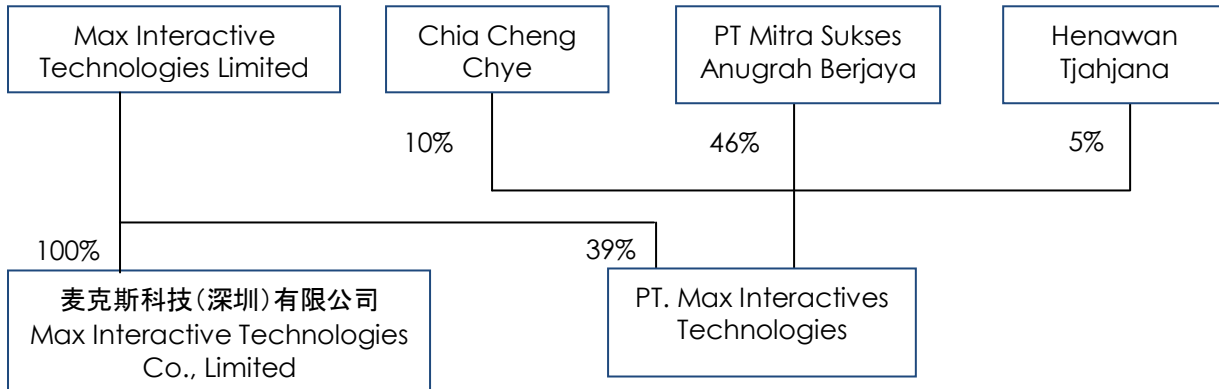 Max Interactive
Technologies Limited
Chia Cheng
Chye
PT Mitra Sukses
Anugrah Berjaya
Henawan
Tjahjana
10%
46%
5%
100%
39%
麦克斯科技(深圳)有限公司
Max Interactive Technologies
Co., Limited
PT. Max Interactives
Technologies